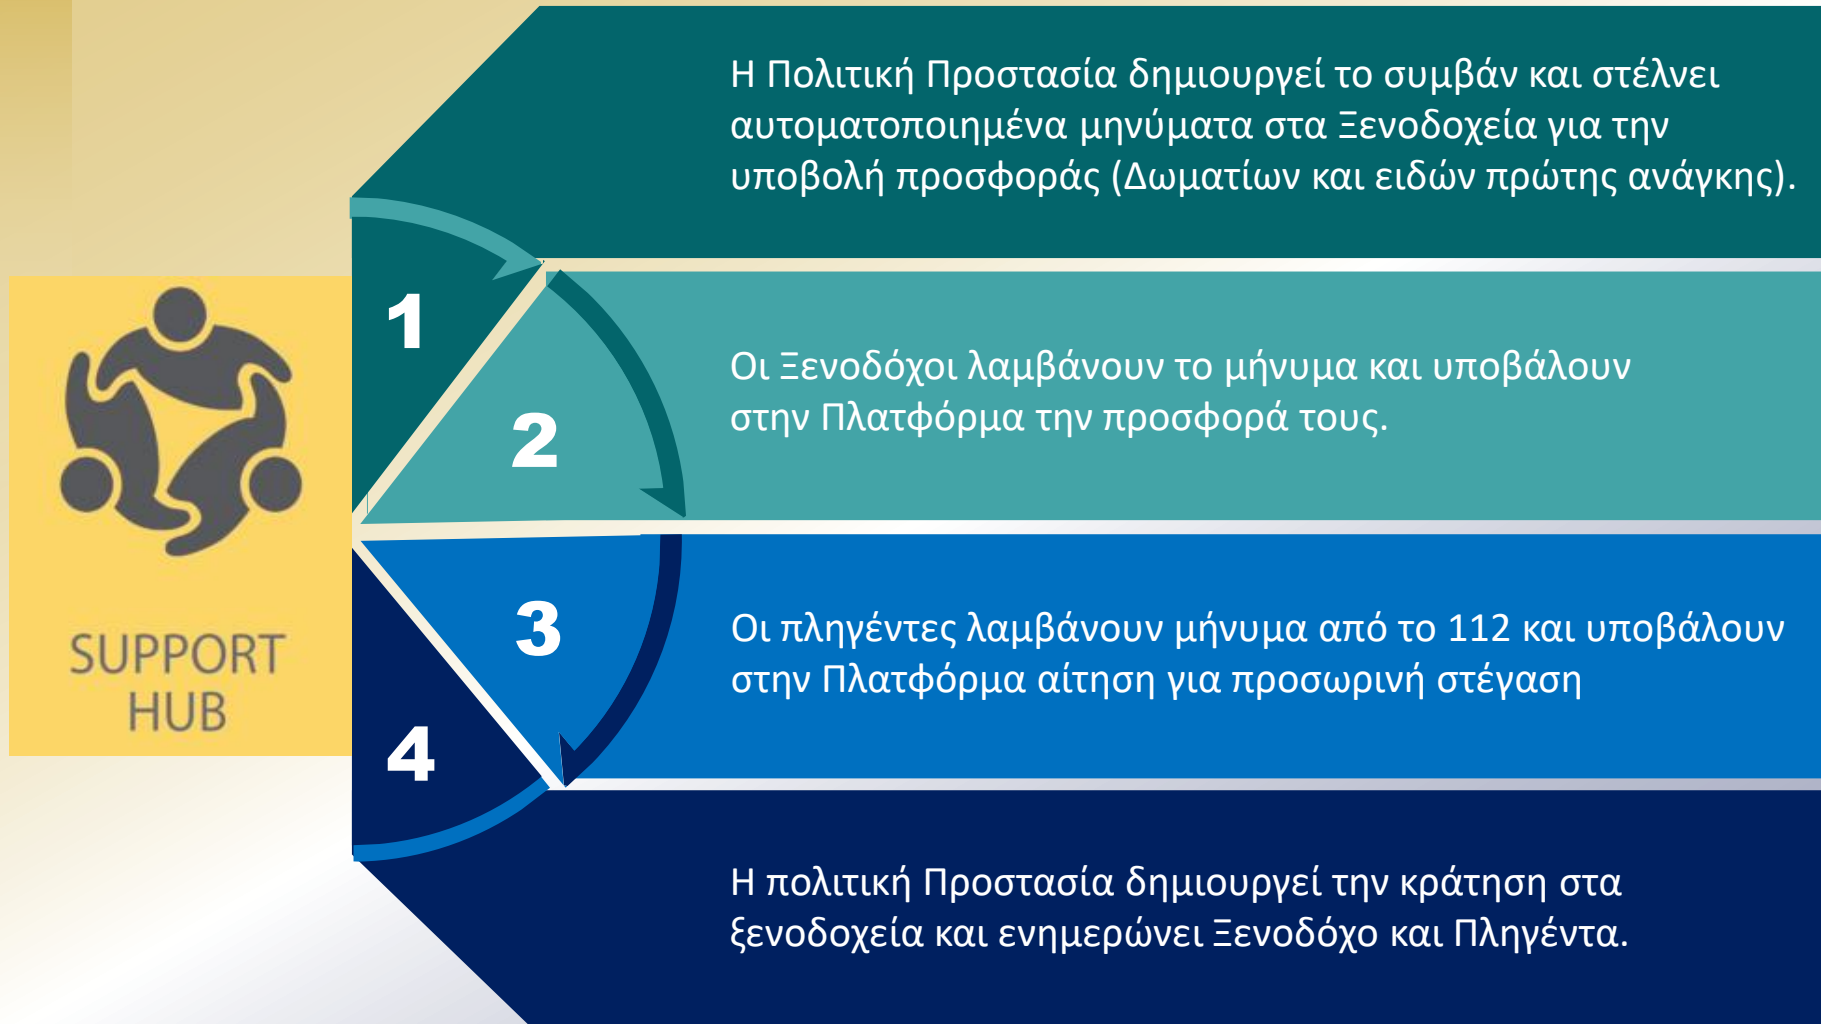 Η Πολιτική Προστασία δημιουργεί το συμβάν και στέλνει
αυτοματοποιημένα μηνύματα στα Ξενοδοχεία για την
υποβολή προσφοράς (Δωματίων και ειδών πρώτης ανάγκης).
1
2
Οι Ξενοδόχοι λαμβάνουν το μήνυμα και υποβάλουν
στην Πλατφόρμα την προσφορά τους.
3
Οι πληγέντες λαμβάνουν μήνυμα από το 112 και υποβάλουν
στην Πλατφόρμα αίτηση για προσωρινή στέγαση
SUPPORT
HUB
4
Η πολιτική Προστασία δημιουργεί την κράτηση στα
ξενοδοχεία και ενημερώνει Ξενοδόχο και Πληγέντα.